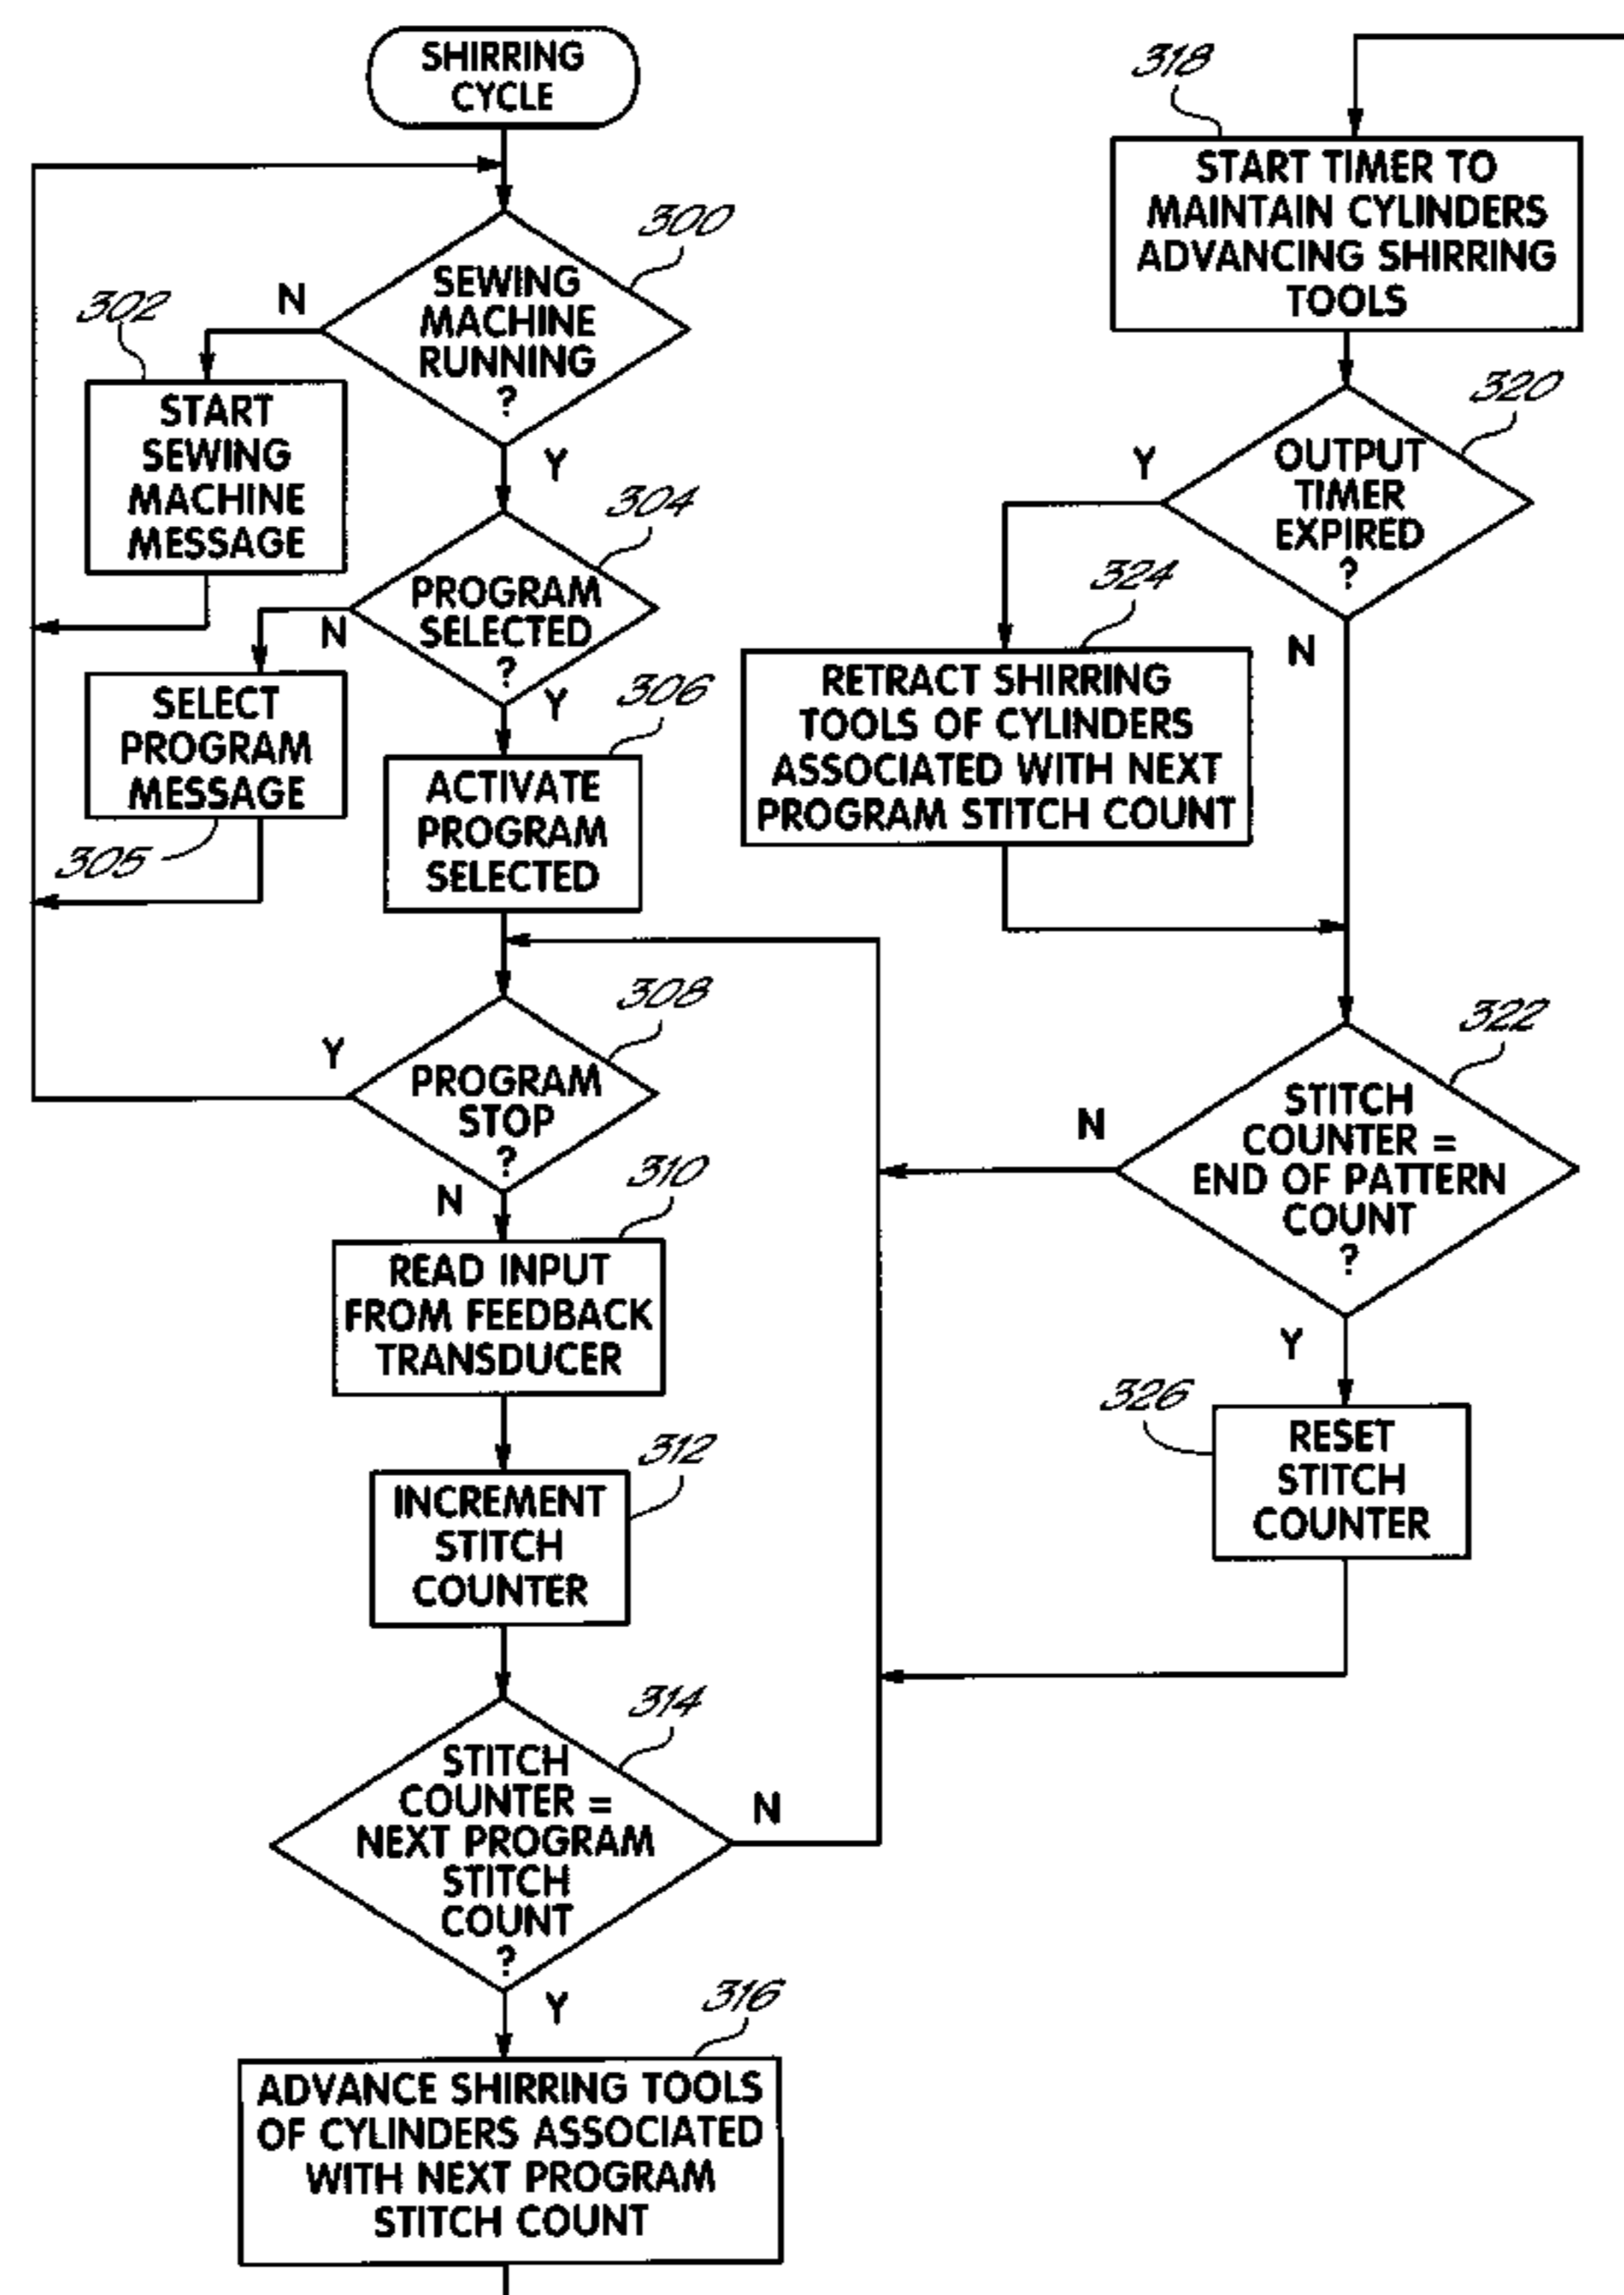 SHIRRING
CYCLE
300
SEWING
MACHINE
RUNNING
?
N
Y
302
START
SEWING
MACHINE
MESSAGE
304
PROGRAM
SELECTED
?
N
Y
SELECT
PROGRAM
MESSAGE
305
306
ACTIVATE
PROGRAM
SELECTED
308
PROGRAM
STOP
?
Y
N
310
READ INPUT
FROM FEEDBACK
TRANSDUCER
312
INCREMENT
STITCH
COUNTER
314
STITCH
COUNTER =
NEXT PROGRAM
STITCH
COUNT
?
N
Y
316
ADVANCE SHIRRING TOOLS
OF CYLINDERS ASSOCIATED
WITH NEXT PROGRAM
STITCH COUNT
318
START TIMER TO
MAINTAIN CYLINDERS
ADVANCING SHIRRING
TOOLS
320
OUTPUT
TIMER
EXPIRED
?
Y
N
324
RETRACT SHIRRING
TOOLS OF CYLINDERS
ASSOCIATED WITH NEXT
PROGRAM STITCH COUNT
322
STITCH
COUNTER =
END OF PATTERN
COUNT
?
N
Y
326
RESET
STITCH
COUNTER